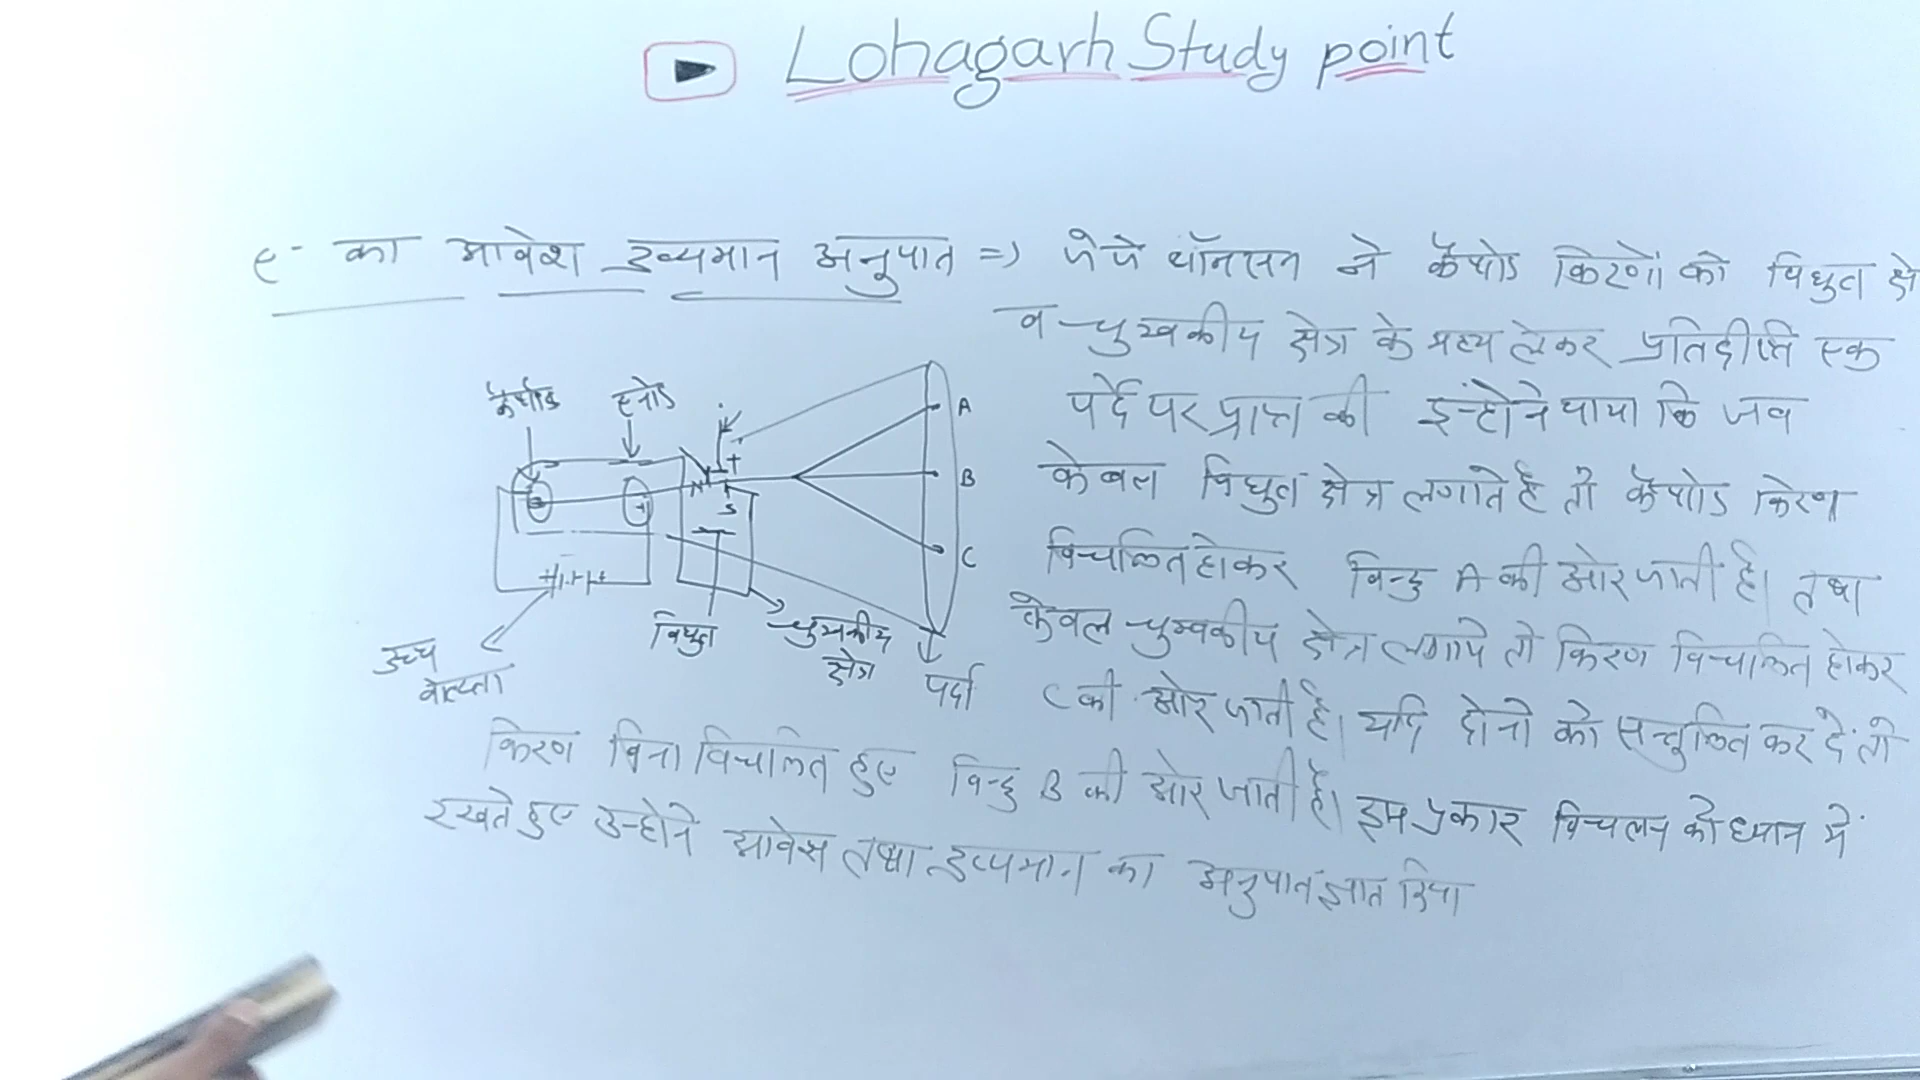 Lohagarh Study point
e⁻ का आवेश द्रव्यमान अनुपात => जेजे थॉमसन ने कैथोड किरणों को विधुत क्षे
व चुम्बकीय क्षेत्र के मध्य लेकर प्रतिदीप्ति एक
पर्दे पर प्राप्त की इन्होने पाया कि जब
केवल विधुत क्षेत्र लगाते है तो कैथोड किरण
विचलित होकर बिन्दु A की ओर जाती है। तथा
केवल चुम्बकीय क्षेत्र लगाये तो किरण विचलित होकर
C की ओर जाती है। यदि दोनो को सन्तुलित कर दें तो
किरण बिना विचलित हुए बिन्दु B की ओर जाती है। इस प्रकार विचलन को ध्यान में
रखते हुए उन्होने आवेस तथा द्रव्यमान का अनुपात ज्ञात किया
कैथोड
एनोड
+
A
B
N
S
C
विधुत
चुम्बकीय
क्षेत्र
पर्दा
उच्च
वोल्टता